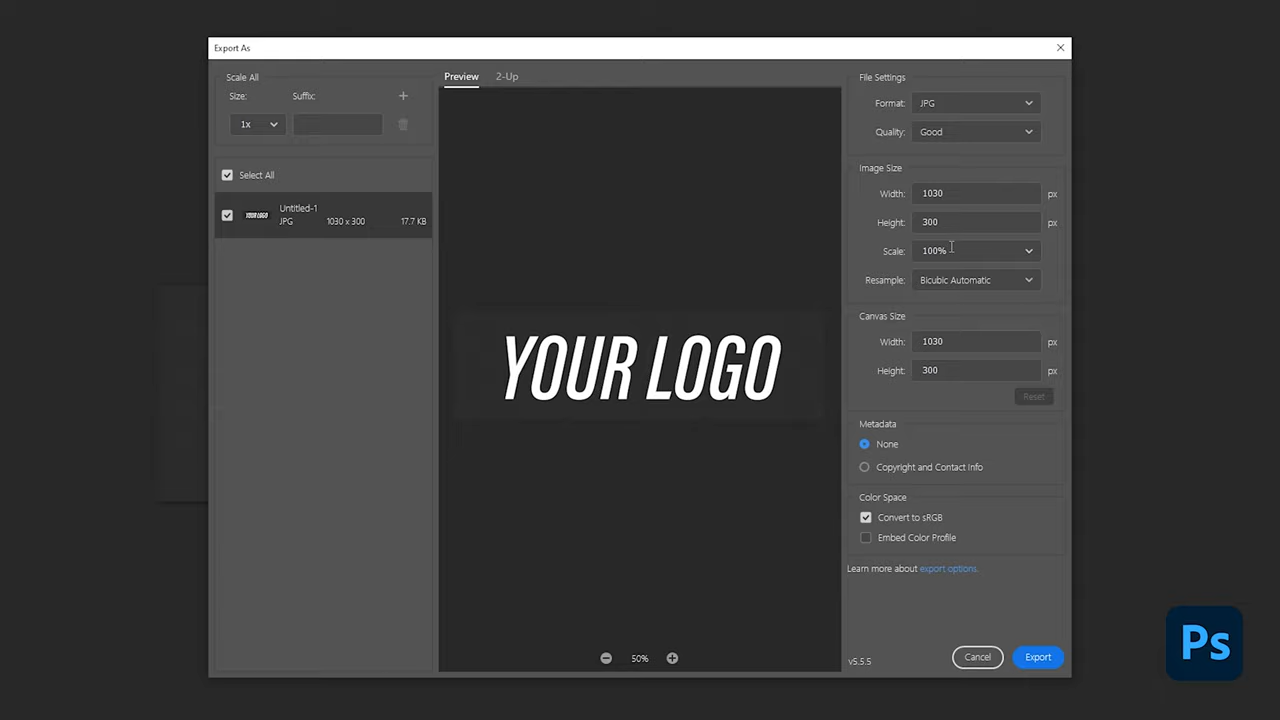 Export As
Scale All
Size: Suffix:
1x
Select All
YOUR LOGO
Untitled-1
JPG 1030 x 300 17.7 KB
Preview 2-Up
YOUR LOGO
50%
File Settings
Format: JPG
Quality: Good
Image Size
Width: 1030 px
Height: 300 px
Scale: 100%
Resample: Bicubic Automatic
Canvas Size
Width: 1030 px
Height: 300 px
Reset
Metadata
None
Copyright and Contact Info
Color Space
Convert to sRGB
Embed Color Profile
Learn more about export options.
v5.5.5 Cancel Export
Ps